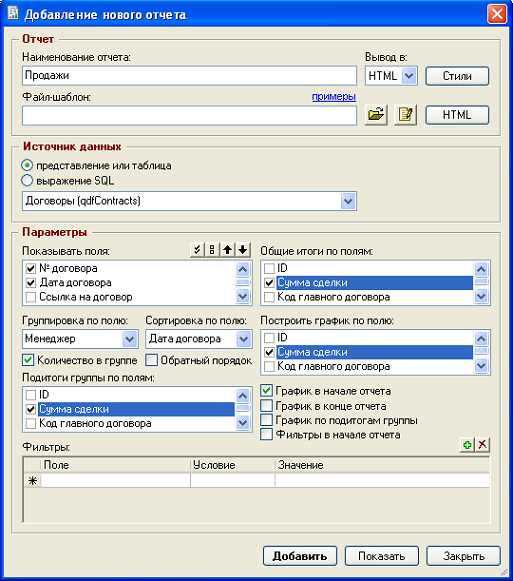 Добавление нового отчета
Отчет
Наименование отчета:
Вывод в:
Продажи
HTML
Стили
Файл-шаблон:
примеры
HTML
Источник данных
представление или таблица
выражение SQL
Договоры (qdfContracts)
Параметры
Показывать поля:
Общие итоги по полям:
№ договора
Дата договора
Ссылка на договор
ID
Сумма сделки
Код главного договора
Группировка по полю:
Сортировка по полю:
Построить график по полю:
Менеджер
Дата договора
ID
Сумма сделки
Код главного договора
Количество в группе
Обратный порядок
Подитоги группы по полям:
ID
Сумма сделки
Код главного договора
График в начале отчета
График в конце отчета
График по подитогам группы
Фильтры в начале отчета
Фильтры:
Поле
Условие
Значение
Добавить
Показать
Закрыть